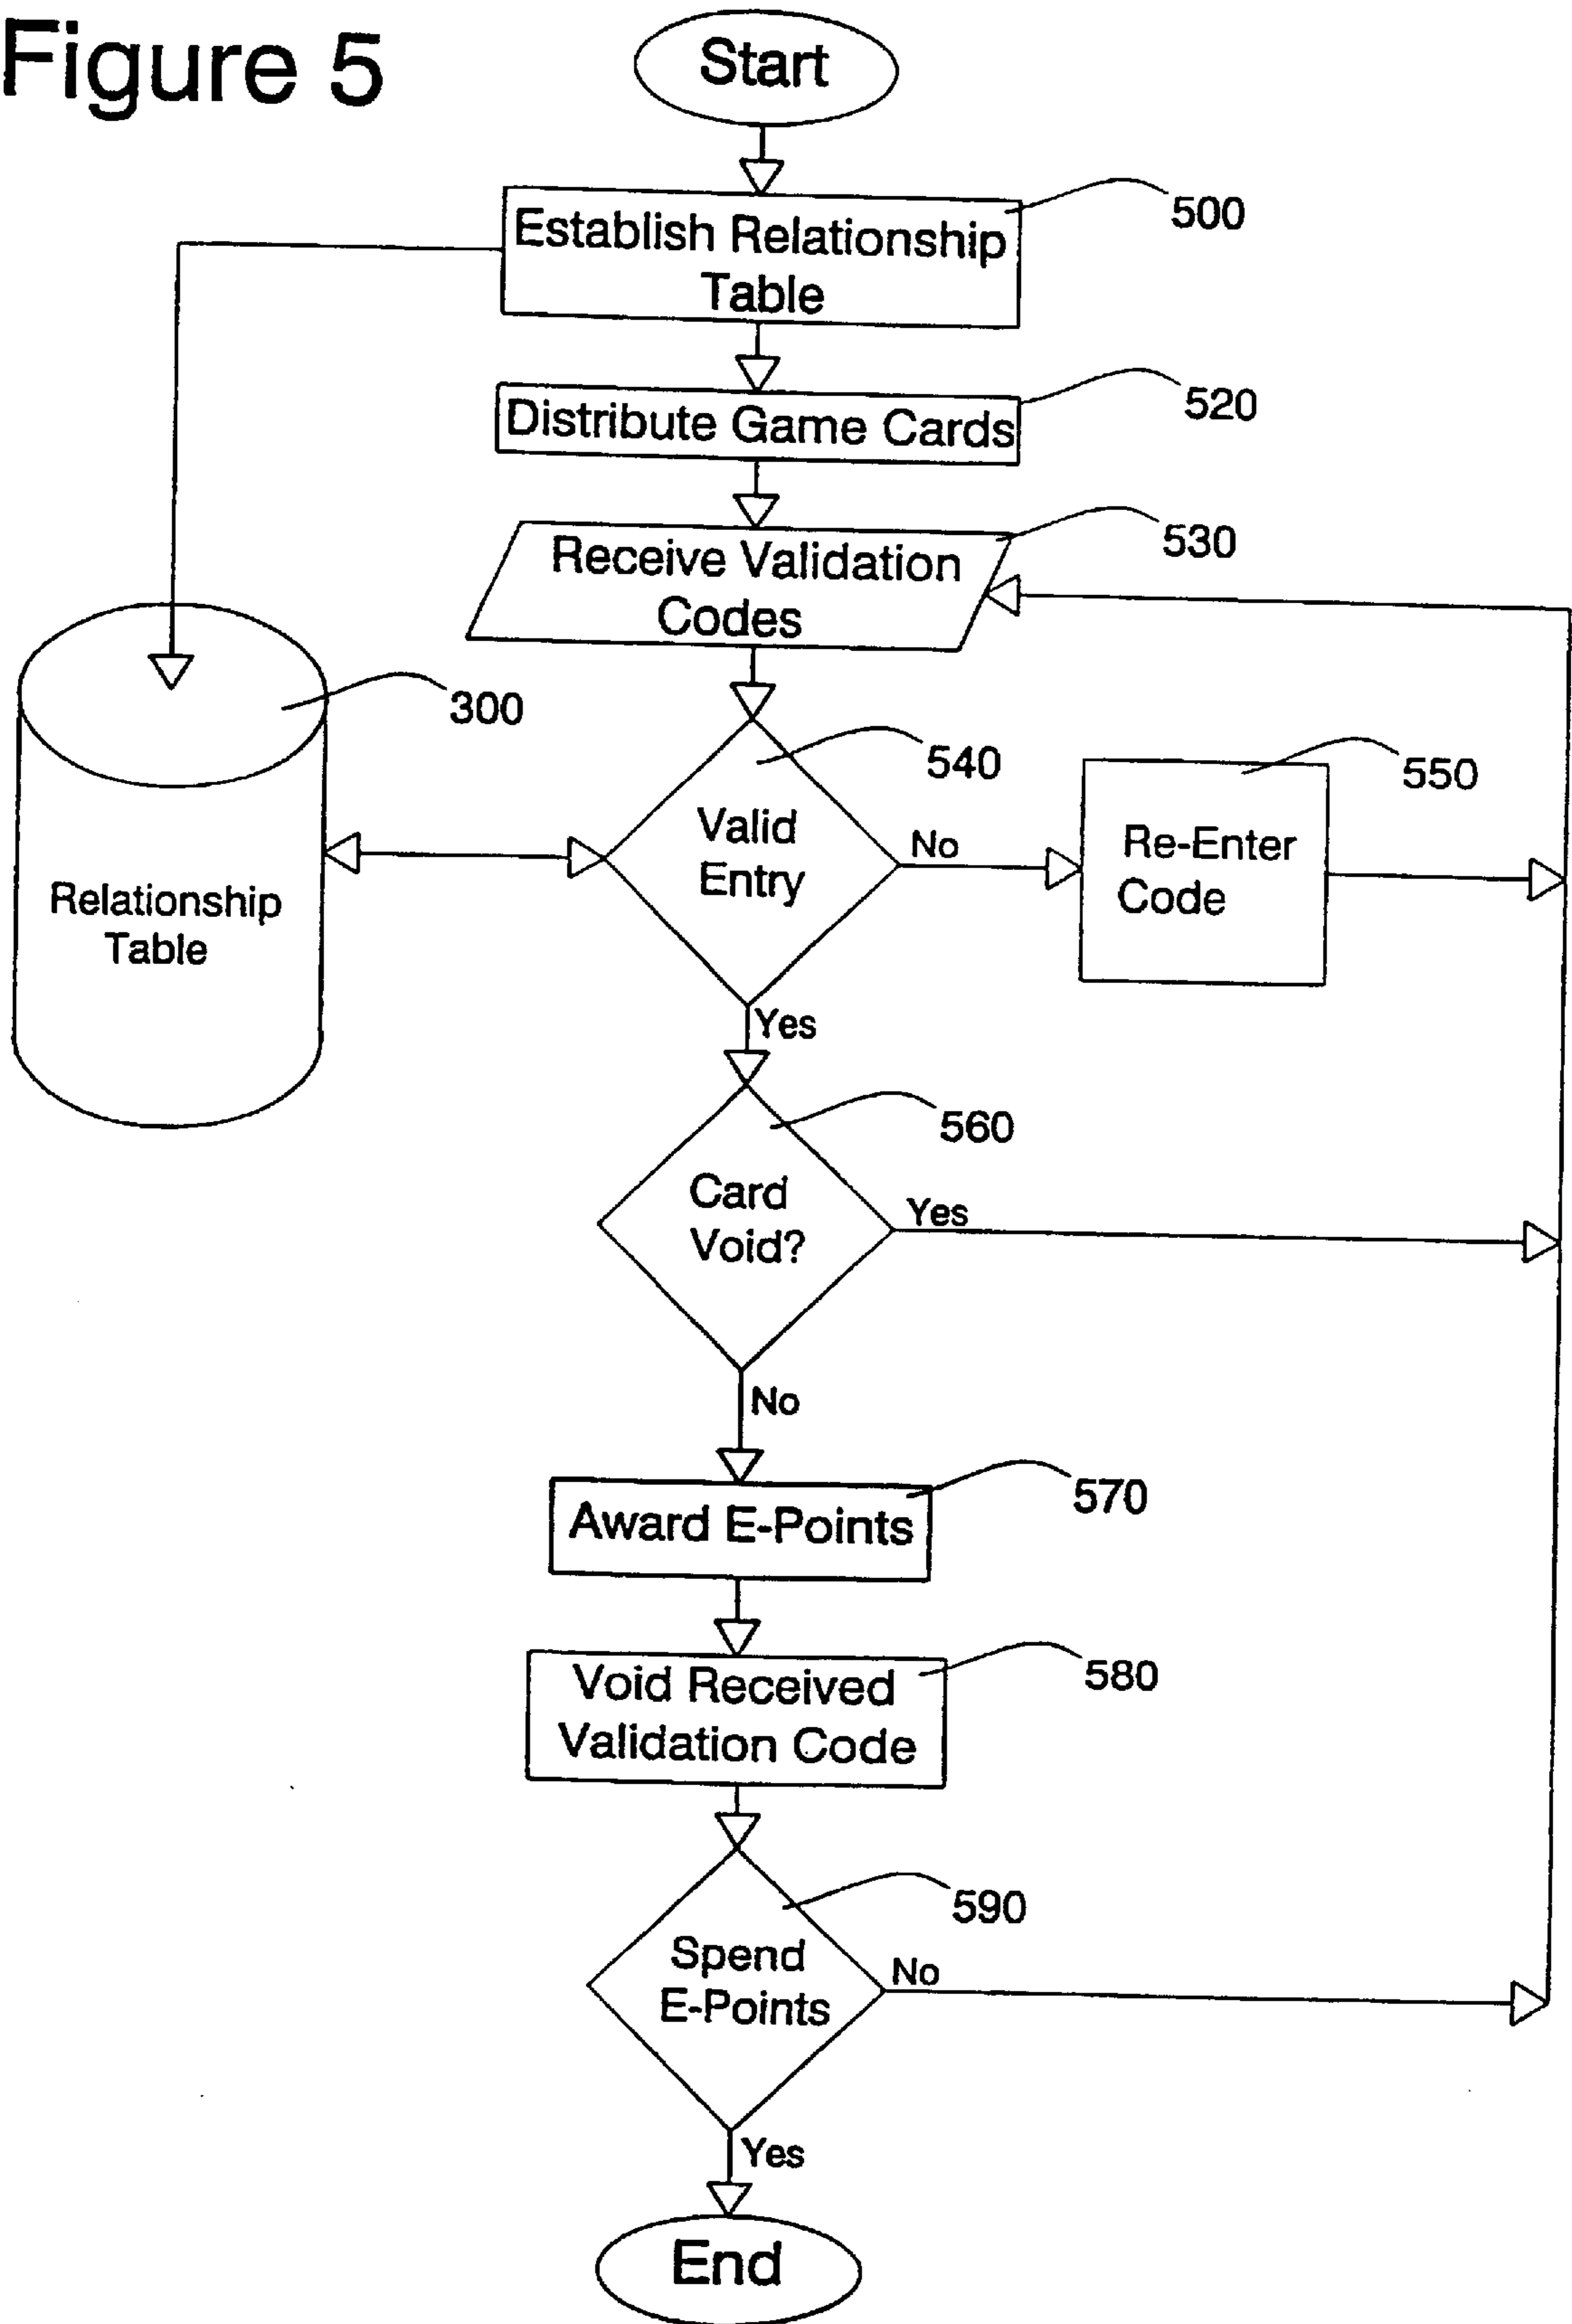 Figure 5
Start
500
Establish Relationship
Table
520
Distribute Game Cards
530
Receive Validation
Codes
300
Relationship
Table
540
Valid
Entry
No
550
Re-Enter
Code
Yes
560
Card
Void?
Yes
No
570
Award E-Points
580
Void Received
Validation Code
590
Spend
E-Points
No
Yes
End